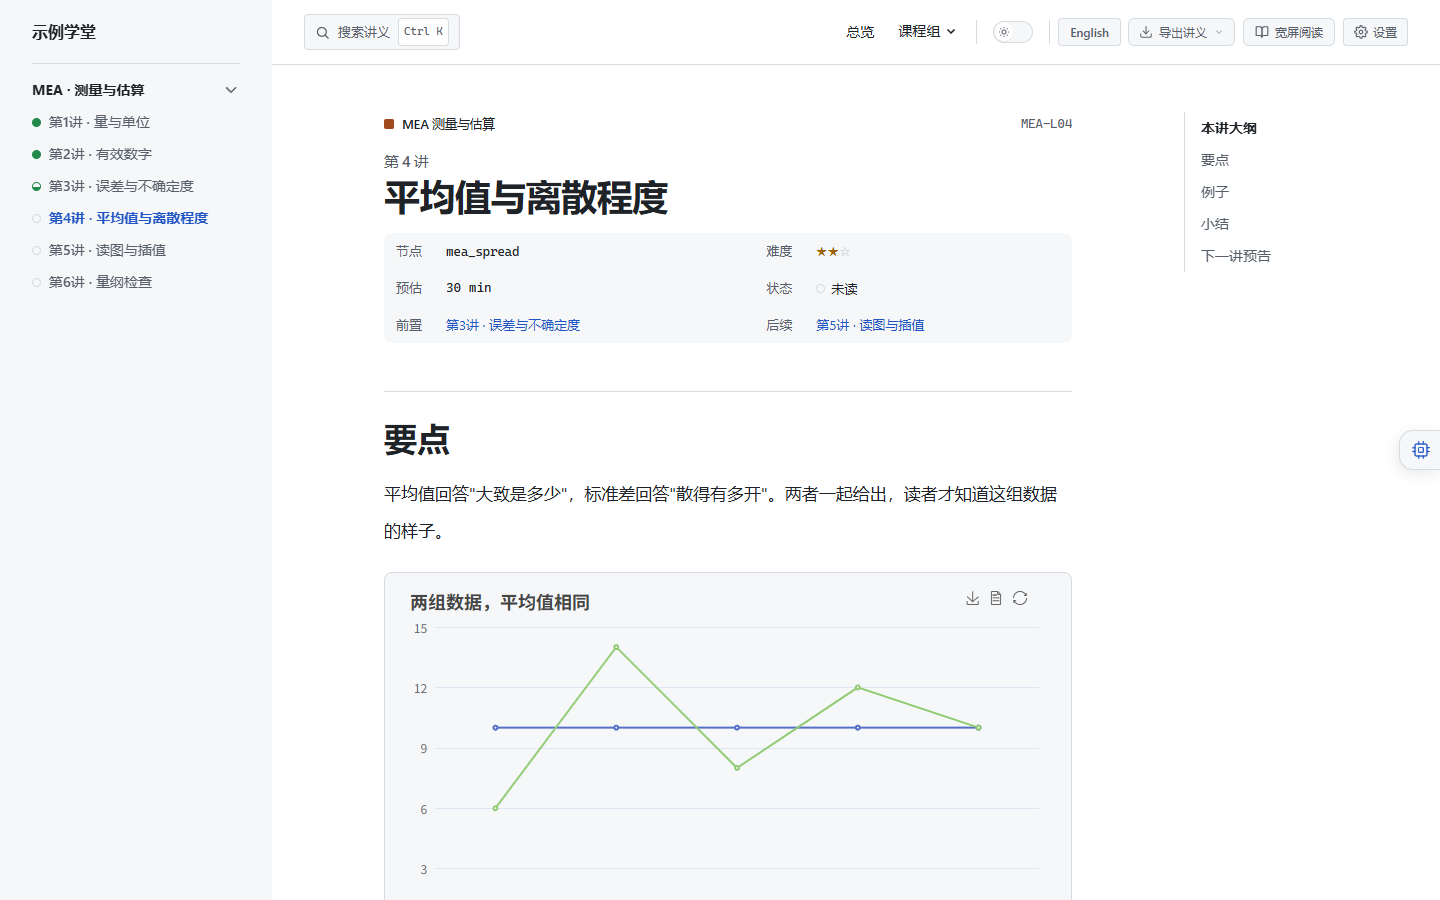 示例学堂
MEA · 测量与估算
第1讲 · 量与单位
第2讲 · 有效数字
第3讲 · 误差与不确定度
第4讲 · 平均值与离散程度
第5讲 · 读图与插值
第6讲 · 量纲检查
搜索讲义 Ctrl K
总览 课程组
English 导出讲义 宽屏阅读 设置
MEA 测量与估算 MEA-L04
第 4 讲
平均值与离散程度
节点 mea_spread 难度 ★★☆
预估 30 min 状态 未读
前置 第3讲 · 误差与不确定度 后续 第5讲 · 读图与插值
要点
平均值回答"大致是多少"，标准差回答"散得有多开"。两者一起给出，读者才知道这组数据
的样子。
两组数据，平均值相同
15
12
9
6
3
本讲大纲
要点
例子
小结
下一讲预告